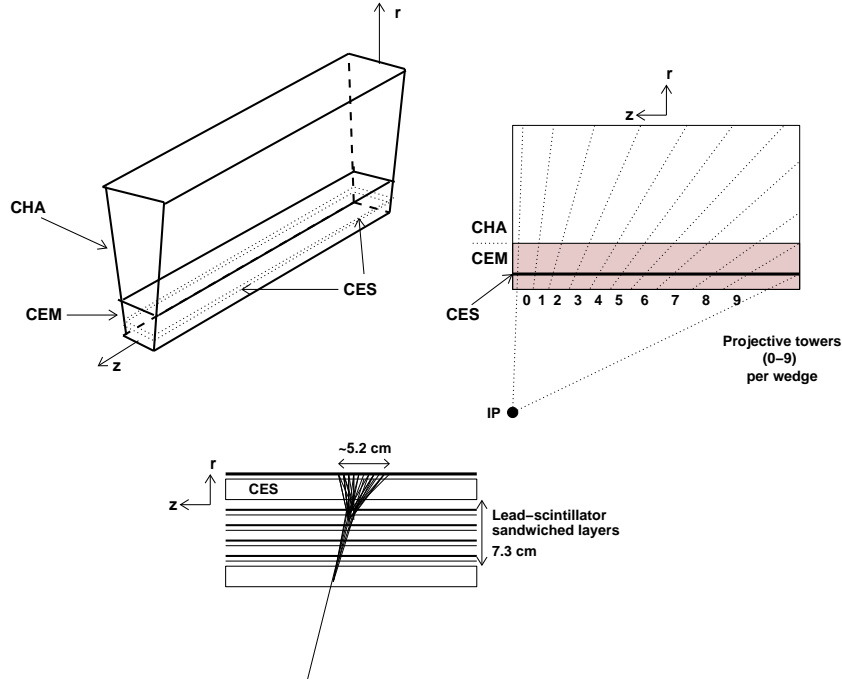 r
CHA
CEM
CES
z
r
z
CHA
CEM
CES
0 1 2 3 4 5 6 7 8 9
Projective towers
(0–9)
per wedge
IP
~5.2 cm
r
z
CES
Lead–scintillator
sandwiched layers
7.3 cm